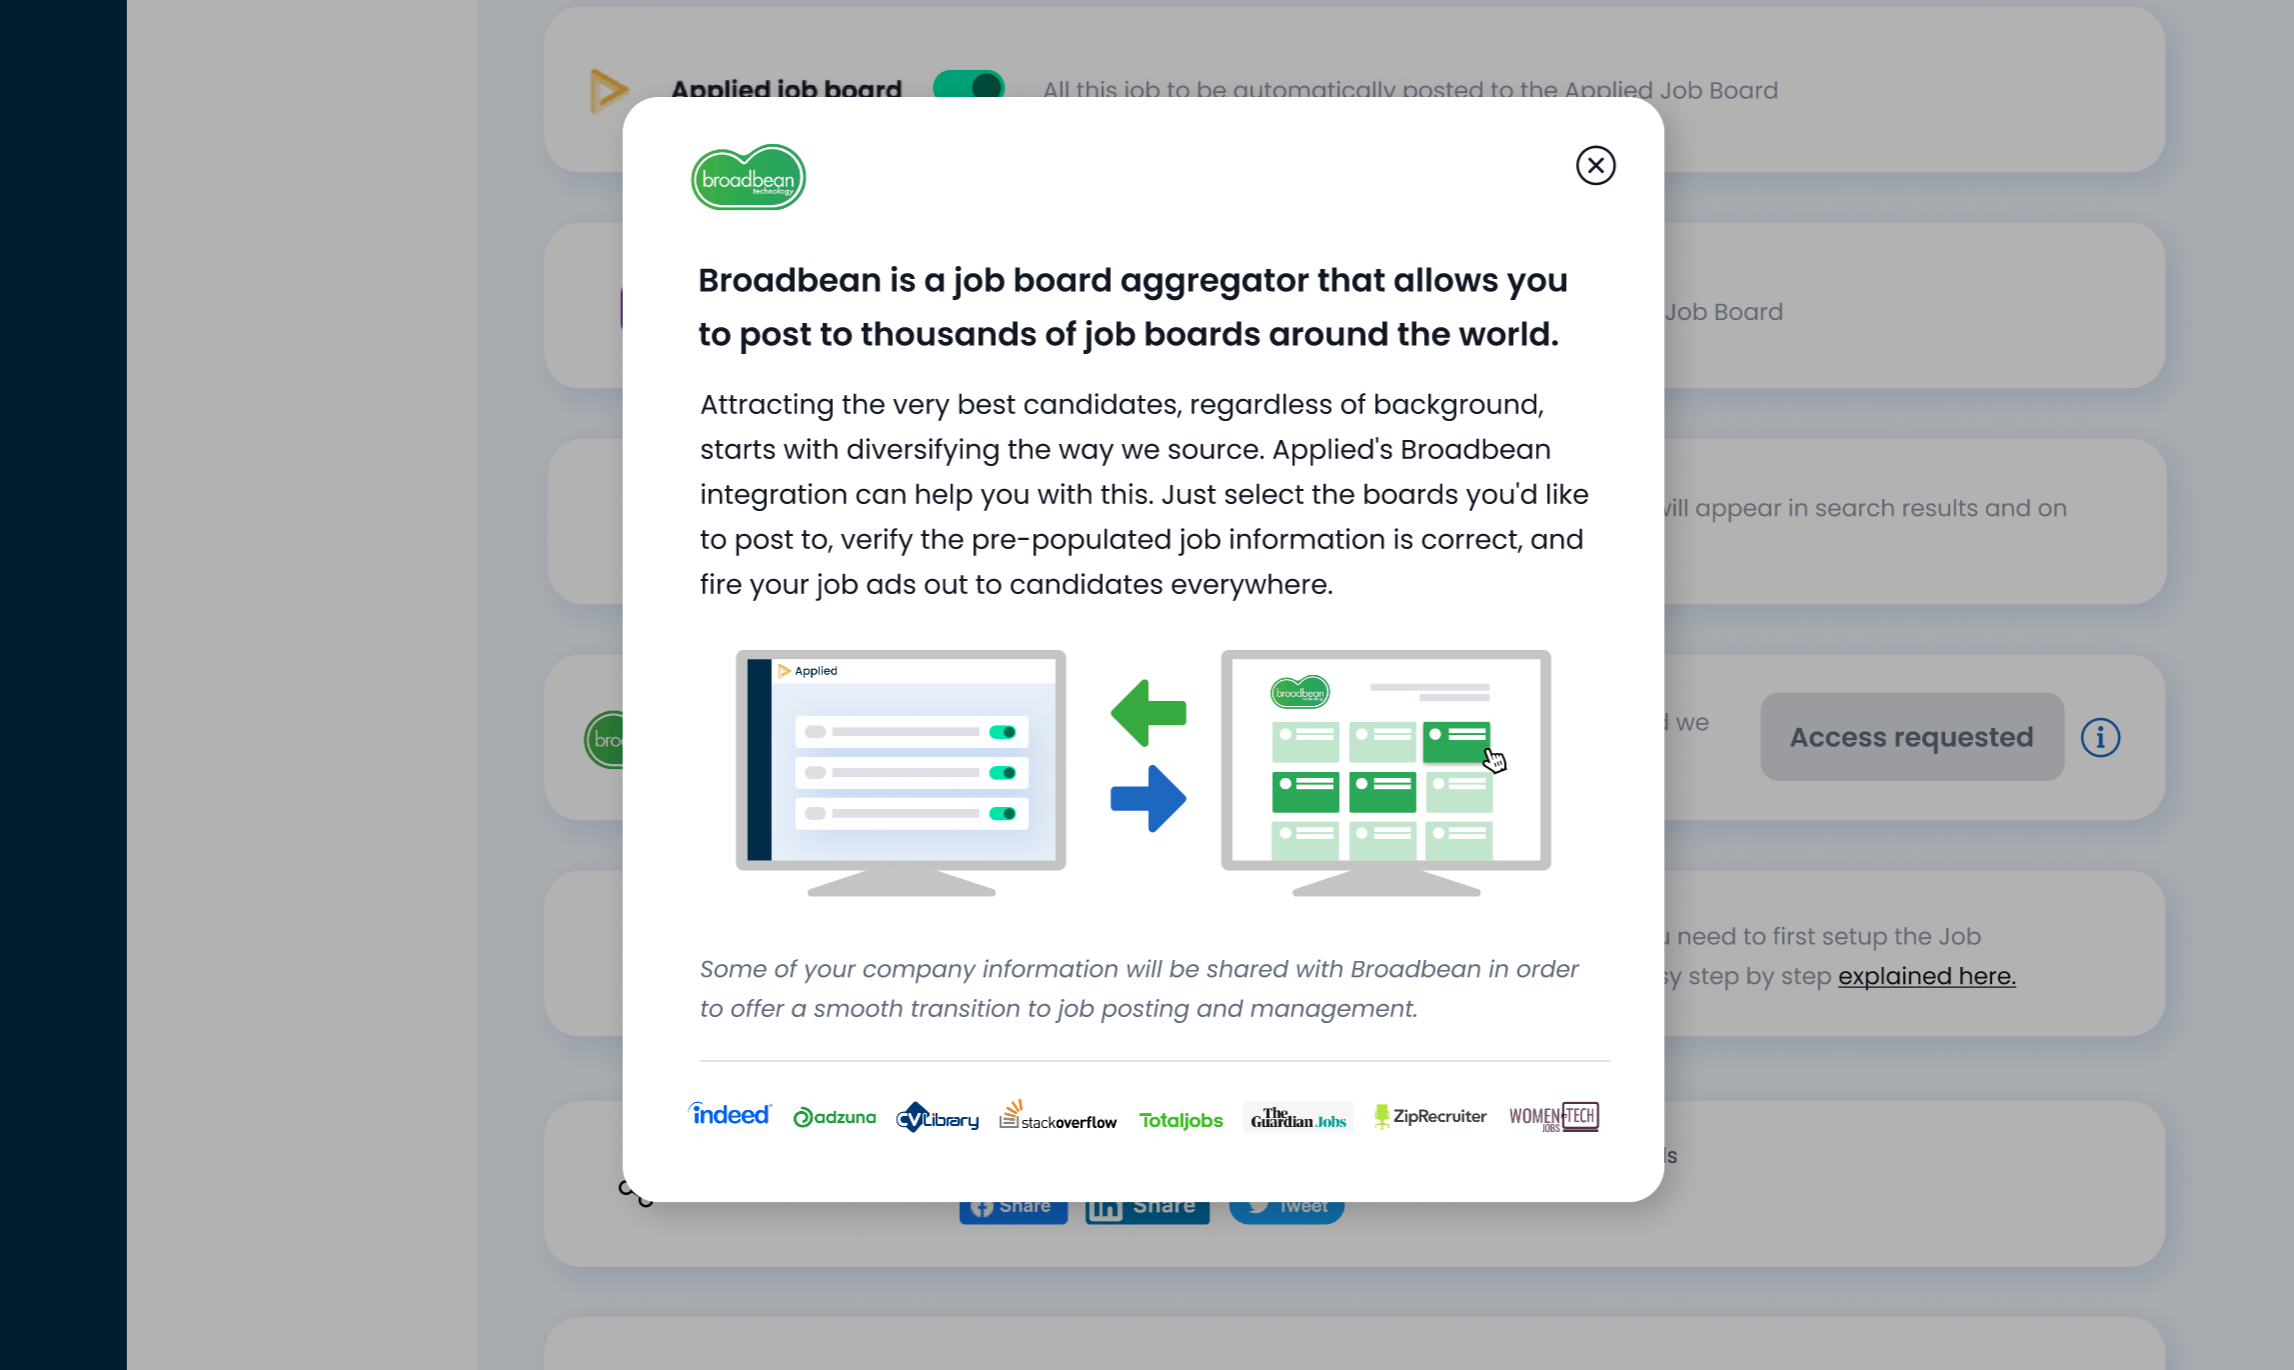 Applied job board
All this job to be automatically posted to the Applied Job Board
broadbean
technology
Broadbean is a job board aggregator that allows you
to post to thousands of job boards around the world.
Job Board
Attracting the very best candidates, regardless of background,
starts with diversifying the way we source. Applied's Broadbean
integration can help you with this. Just select the boards you'd like
to post to, verify the pre-populated job information is correct, and
fire your job ads out to candidates everywhere.
will appear in search results and on
Applied
broadbean
we
Access requested
need to first setup the Job
step by step explained here.
Some of your company information will be shared with Broadbean in order
to offer a smooth transition to job posting and management.
indeed
adzuna
CVLibrary
stackoverflow
Totaljobs
The
Guardian Jobs
ZipRecruiter
WOMEN IN TECH
JOBS
Share
Share
Tweet